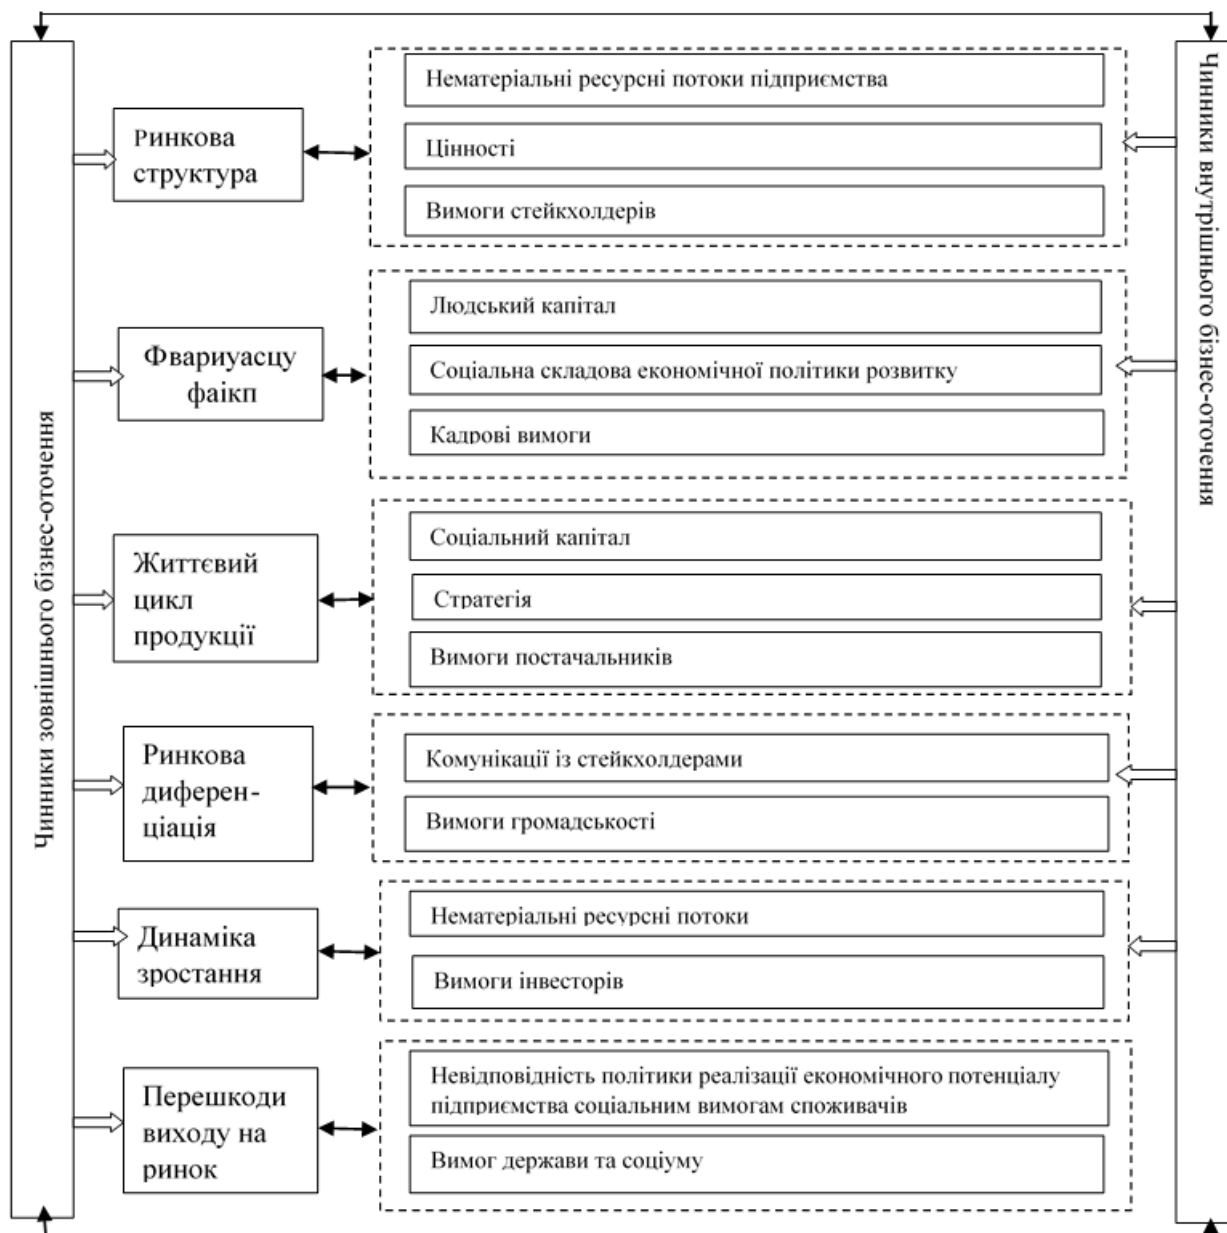 Чинники зовнішнього бізнес-оточення
Ринкова
структура
Нематеріальні ресурсні потоки підприємства
Цінності
Вимоги стейкхолдерів
Фвариуасцу
фаікп
Людський капітал
Соціальна складова економічної політики розвитку
Кадрові вимоги
Життєвий
цикл
продукції
Соціальний капітал
Стратегія
Вимоги постачальників
Ринкова
диферен-
ціація
Комунікації із стейкхолдерами
Вимоги громадськості
Динаміка
зростання
Нематеріальні ресурсні потоки
Вимоги інвесторів
Перешкоди
виходу на
ринок
Невідповідність політики реалізації економічного потенціалу
підприємства соціальним вимогам споживачів
Вимог держави та соціуму
Чинники внутрішнього бізнес-оточення